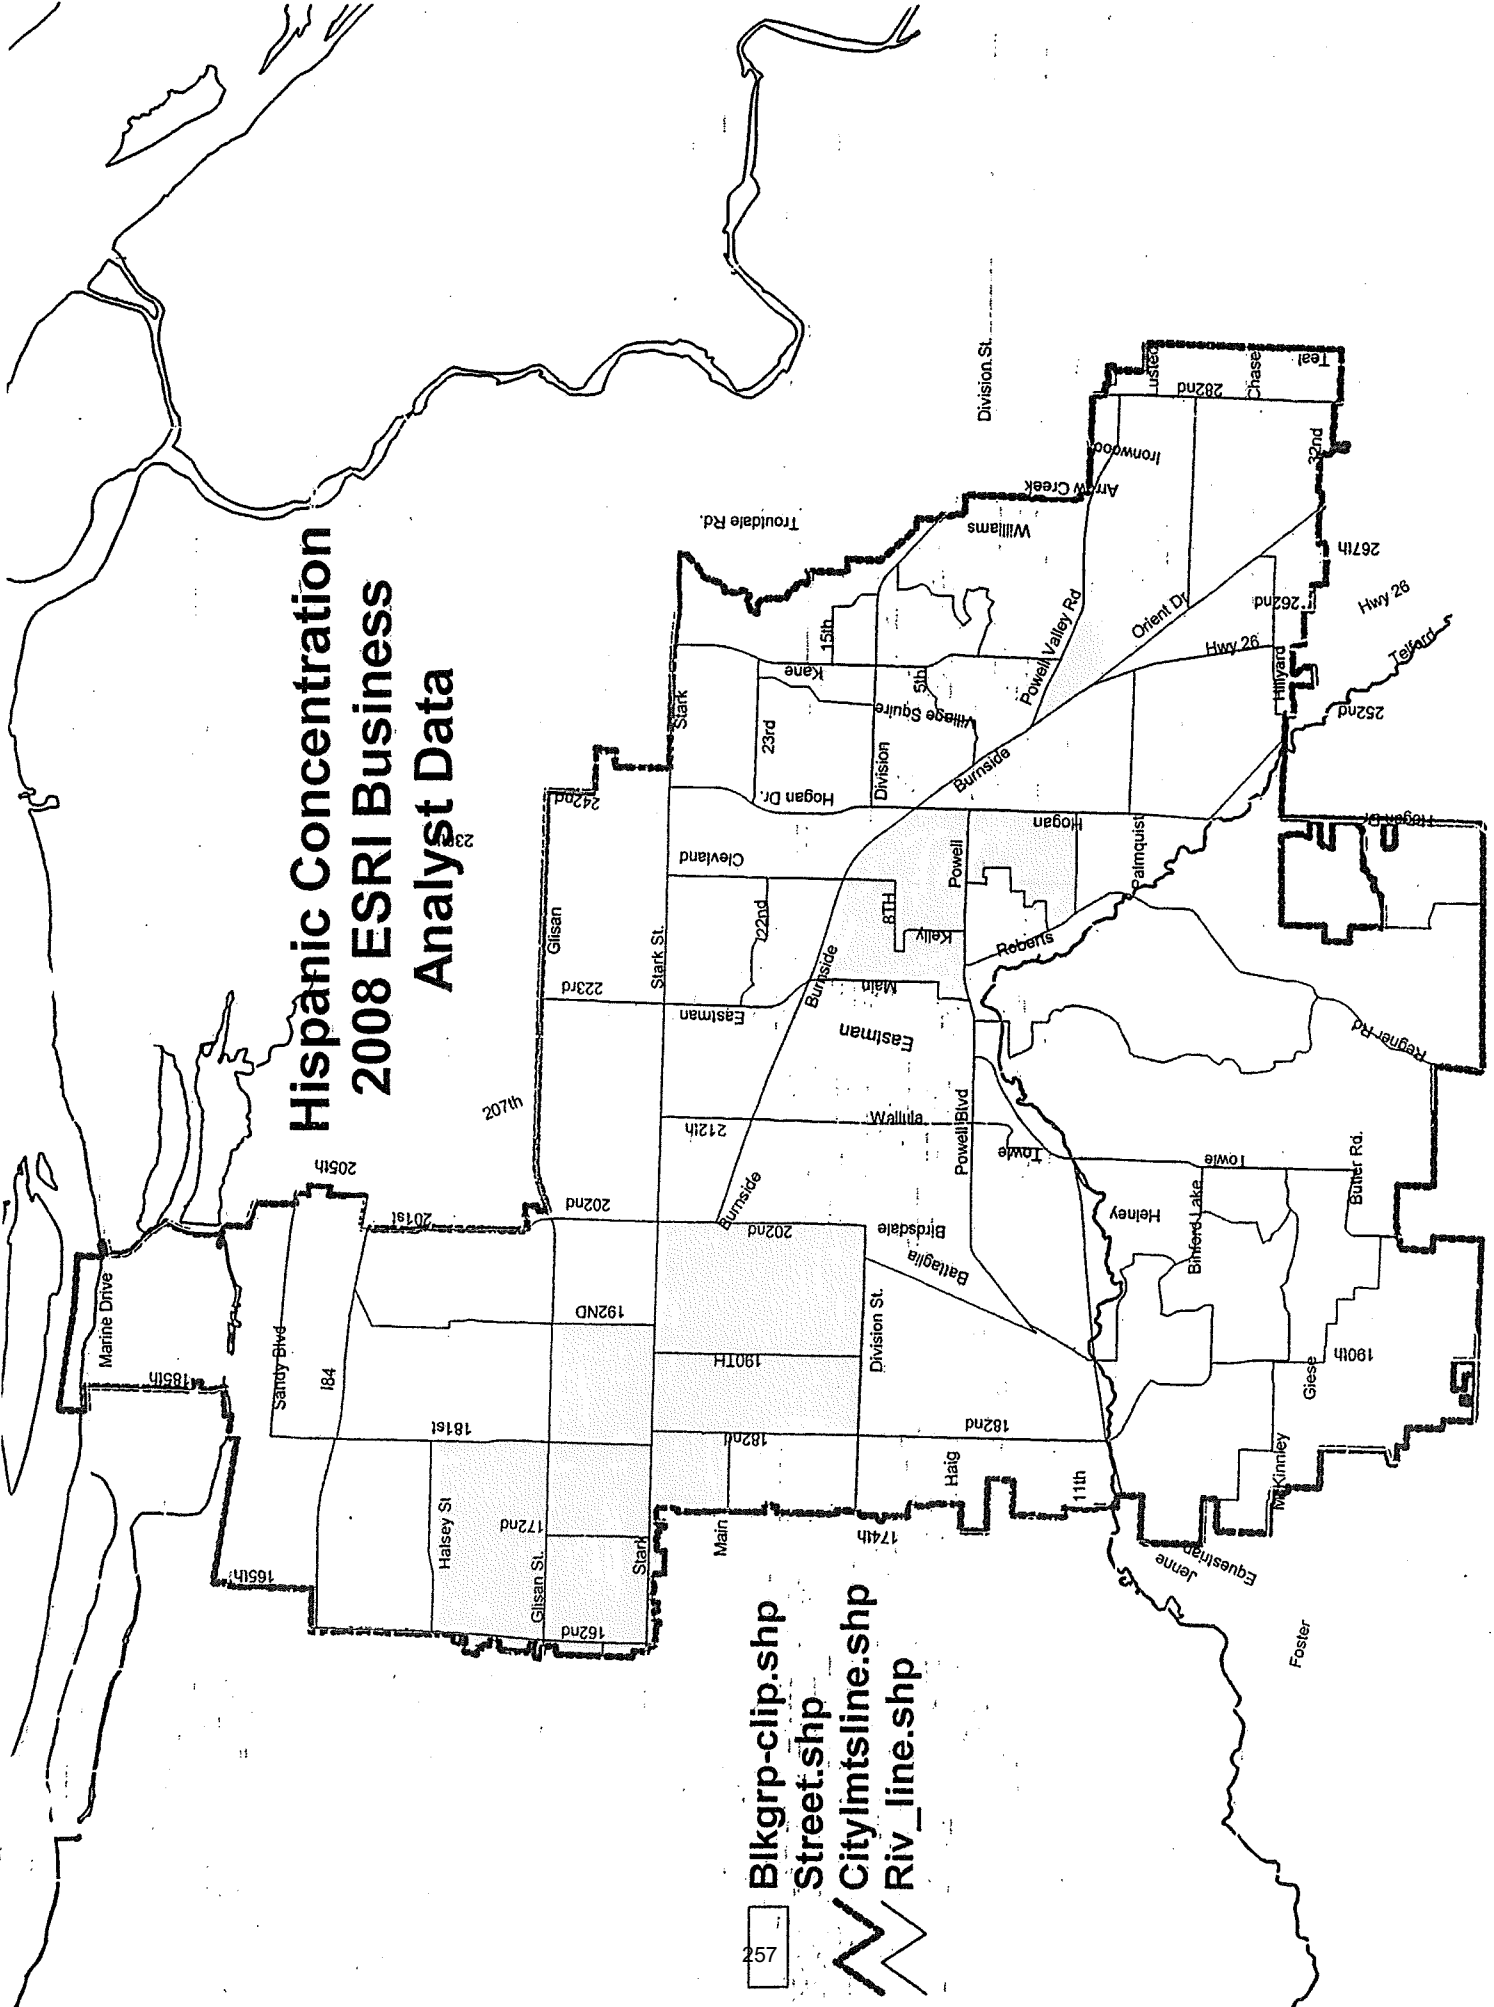 Hispanic Concentration
2008 ESRI Business
Analyst Data
Marine Drive
185th
205th
Sandy Blvd
I84
201st
207th
165th
181st
Halsey St
192ND
202nd
Glisan
223rd
242nd
172nd
Glisan St.
162nd
Stark
Stark St.
Stark
Troutdale Rd.
212th
Eastman
Clevland
22nd
23rd
Hogan Dr.
Kane
15th
Burnside
202nd
190TH
182nd
Main
Burnside
Main
Eastman
Wallula
Birdsdale
Battaglia
Division St.
Division
Division St.
Village Squire
5th
8TH
Kelly
Powell
Burnside
Williams
Arrow Creek
Ironwood
Lusted
282nd
Chase
Teal
32nd
267th
Orient Dr
Powell Valley Rd
262nd
Hwy 26
Hwy 26
Telford
Hillyard
252nd
Hogan
Palmquist
Hogan Dr
Roberts
Regner Rd
Powell Blvd
Towle
Towle
Butler Rd.
Binford Lake
Heiney
182nd
174th
Haig
11th
190th
Giese
McKinnley
Jenne
Equestrian
Foster
257
Blkgrp-clip.shp
Street.shp
Citylmtsline.shp
Riv_line.shp